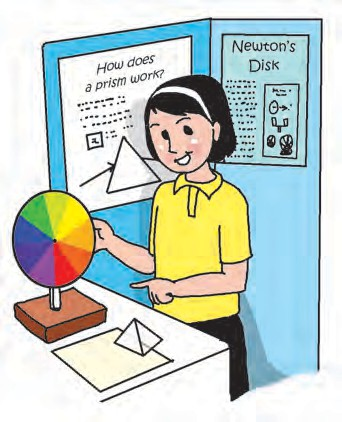 How does
a prism work?
Newton's
Disk